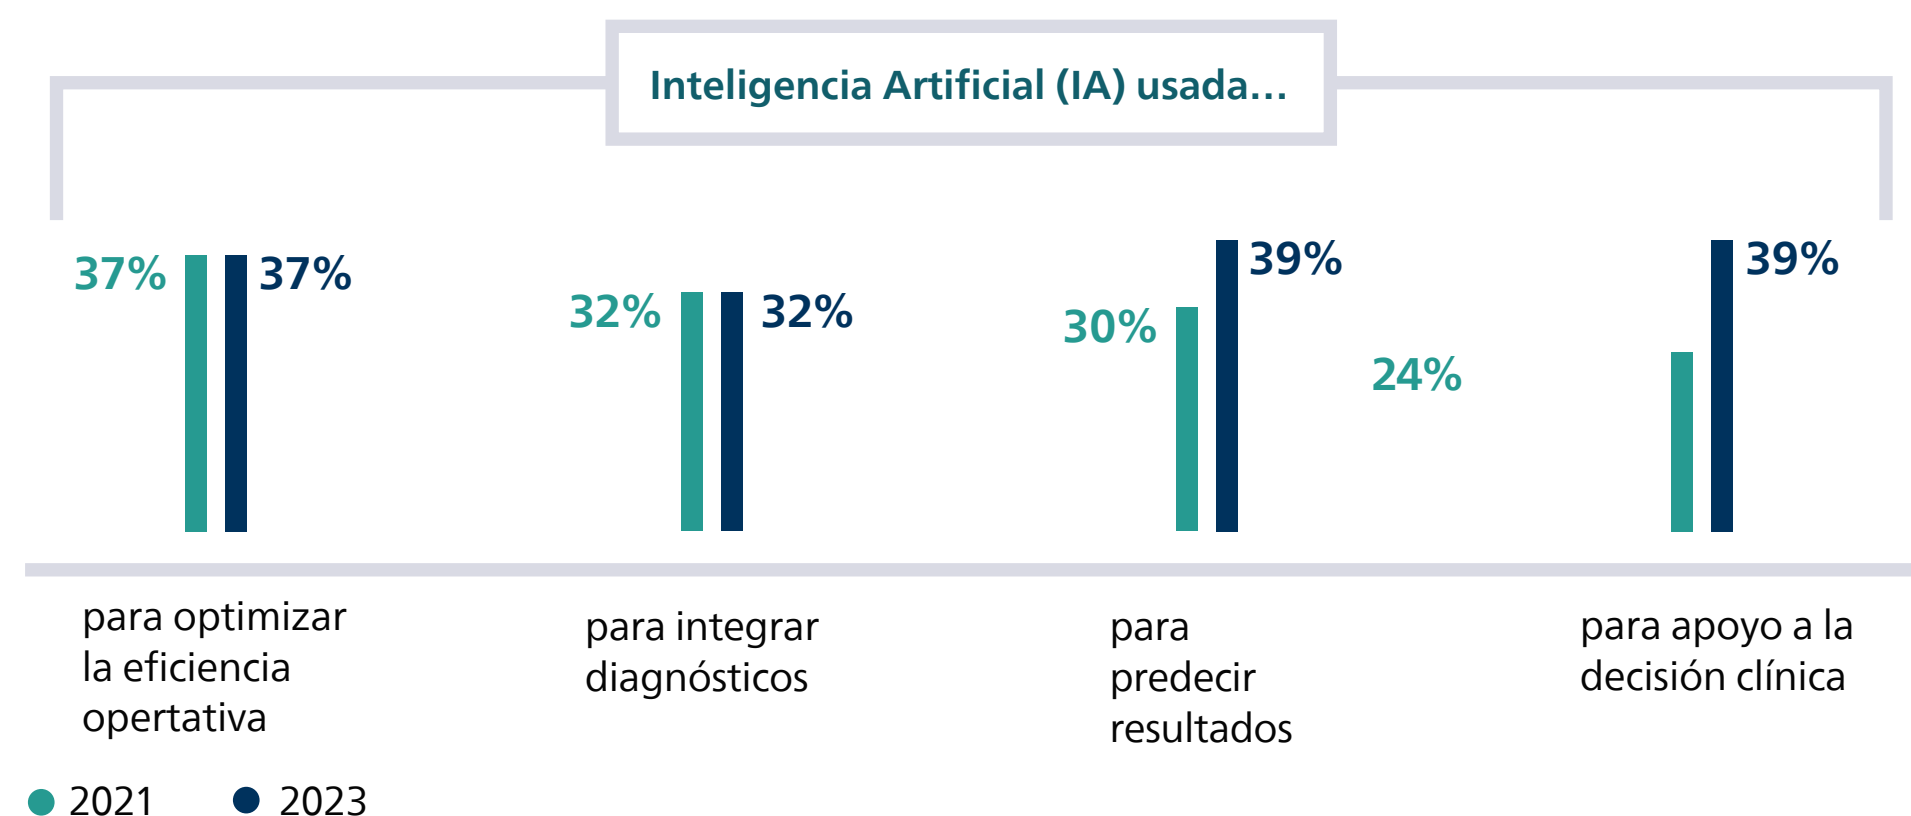 Inteligencia Artificial (IA) usada...
37%
37%
32%
32%
30%
39%
24%
39%
para optimizar
la eficiencia
opertativa
para integrar
diagnósticos
para
predecir
resultados
para apoyo a la
decisión clínica
2021
2023